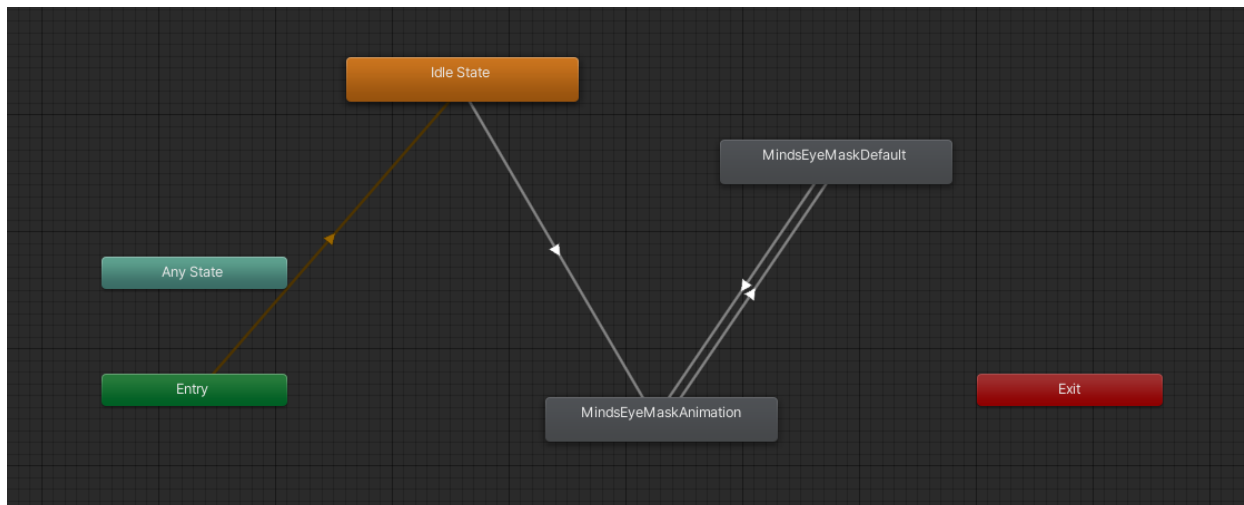 Idle State
MindsEyeMaskDefault
Any State
Entry
MindsEyeMaskAnimation
Exit